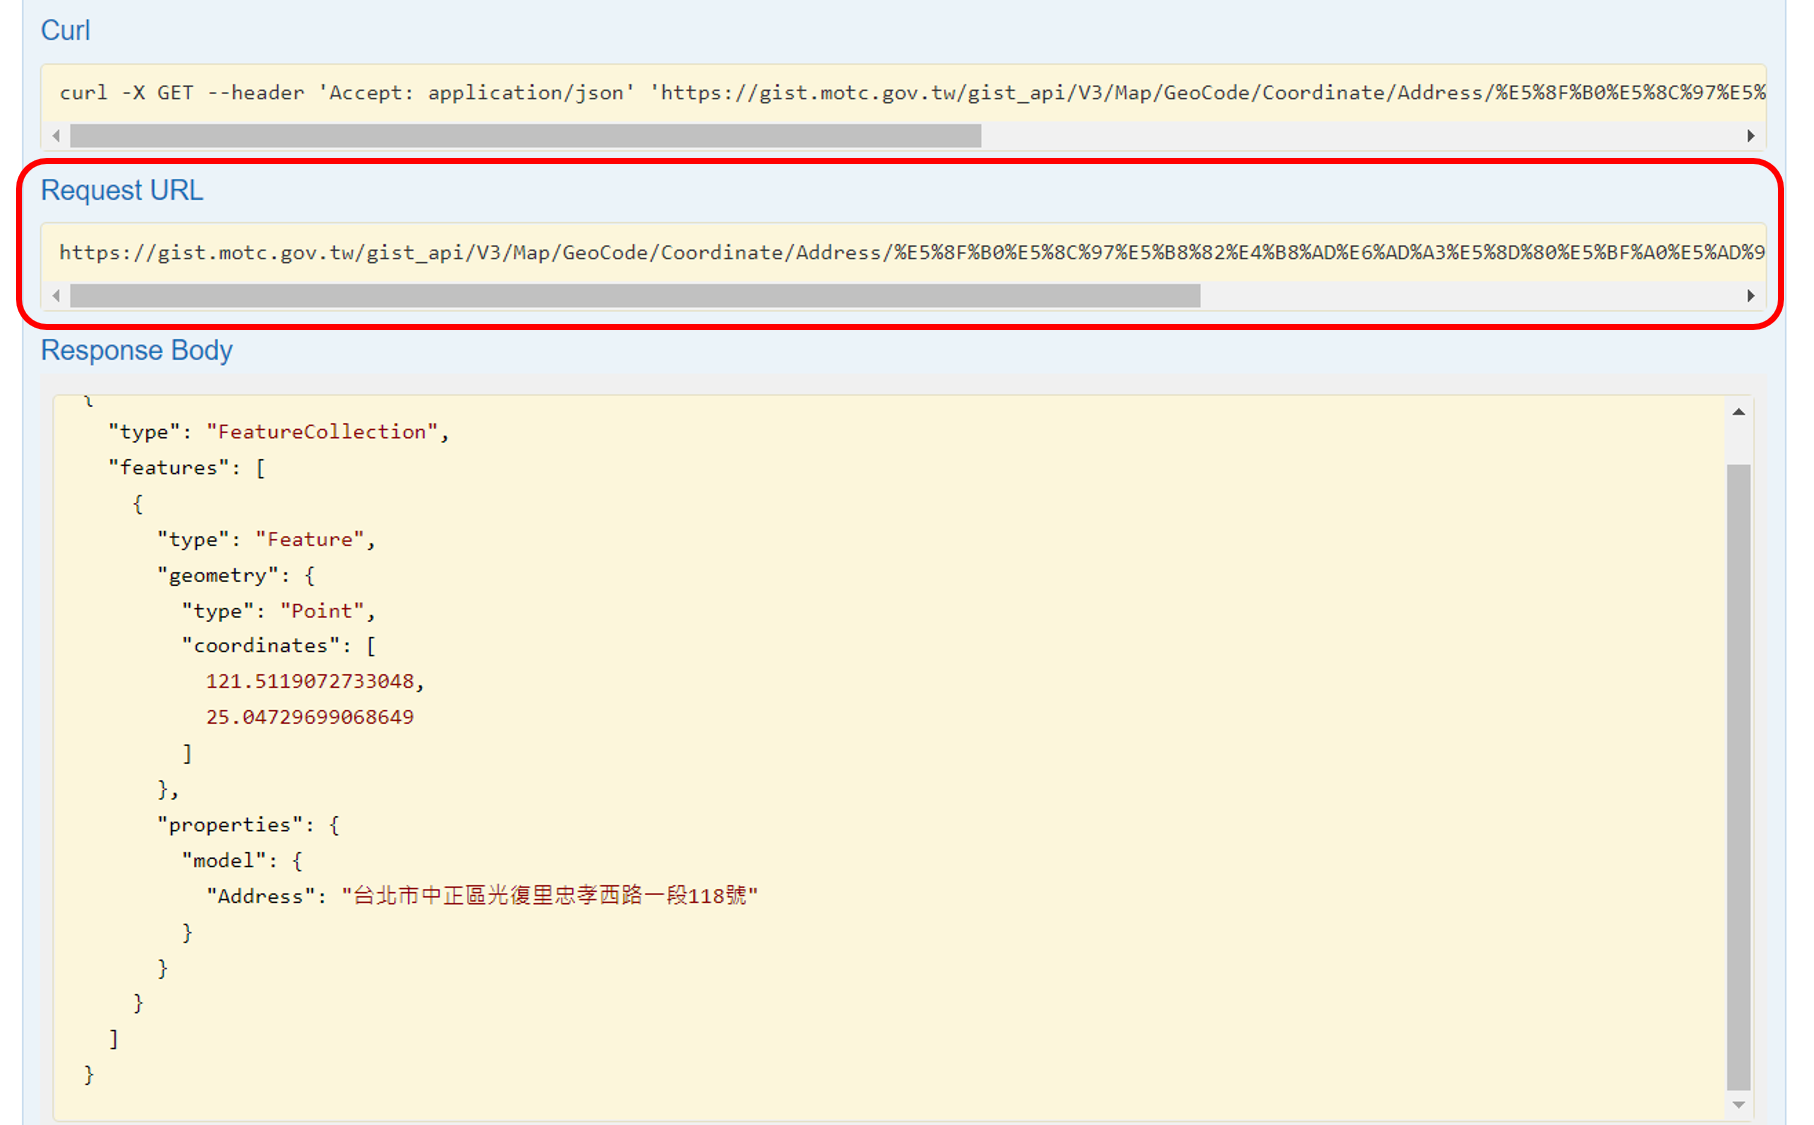 Curl
curl -X GET --header 'Accept: application/json' 'https://gist.motc.gov.tw/gist_api/V3/Map/GeoCode/Coordinate/Address/%E5%8F%B0%E5%8C%97%E5%
Request URL
https://gist.motc.gov.tw/gist_api/V3/Map/GeoCode/Coordinate/Address/%E5%8F%B0%E5%8C%97%E5%B8%82%E4%B8%AD%E6%AD%A3%E5%8D%80%E5%BF%A0%E5%AD%9
Response Body
{
"type": "FeatureCollection",
"features": [
{
"type": "Feature",
"geometry": {
"type": "Point",
"coordinates": [
121.5119072733048,
25.04729699068649
]
},
"properties": {
"model": {
"Address": "台北市中正區光復里忠孝西路一段118號"
}
}
}
]
}